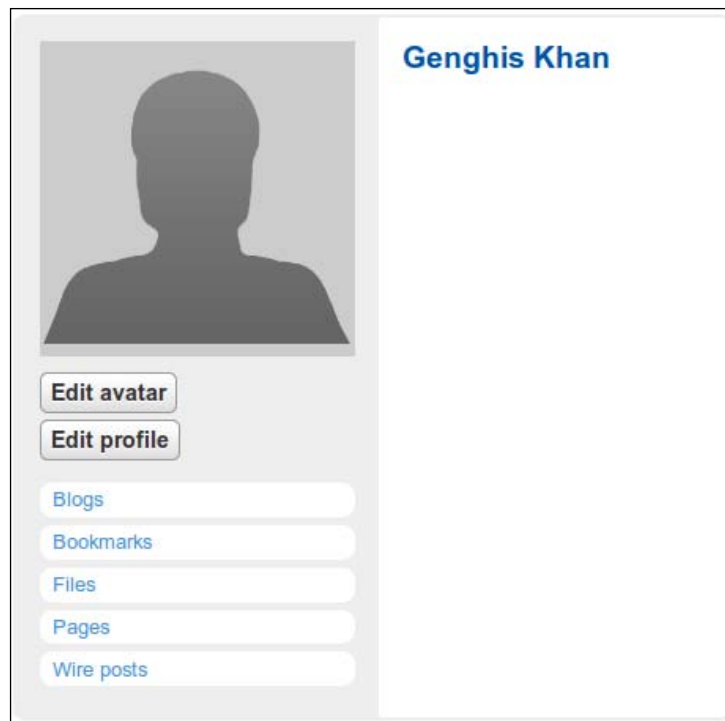 Genghis Khan
Edit avatar
Edit profile
Blogs
Bookmarks
Files
Pages
Wire posts